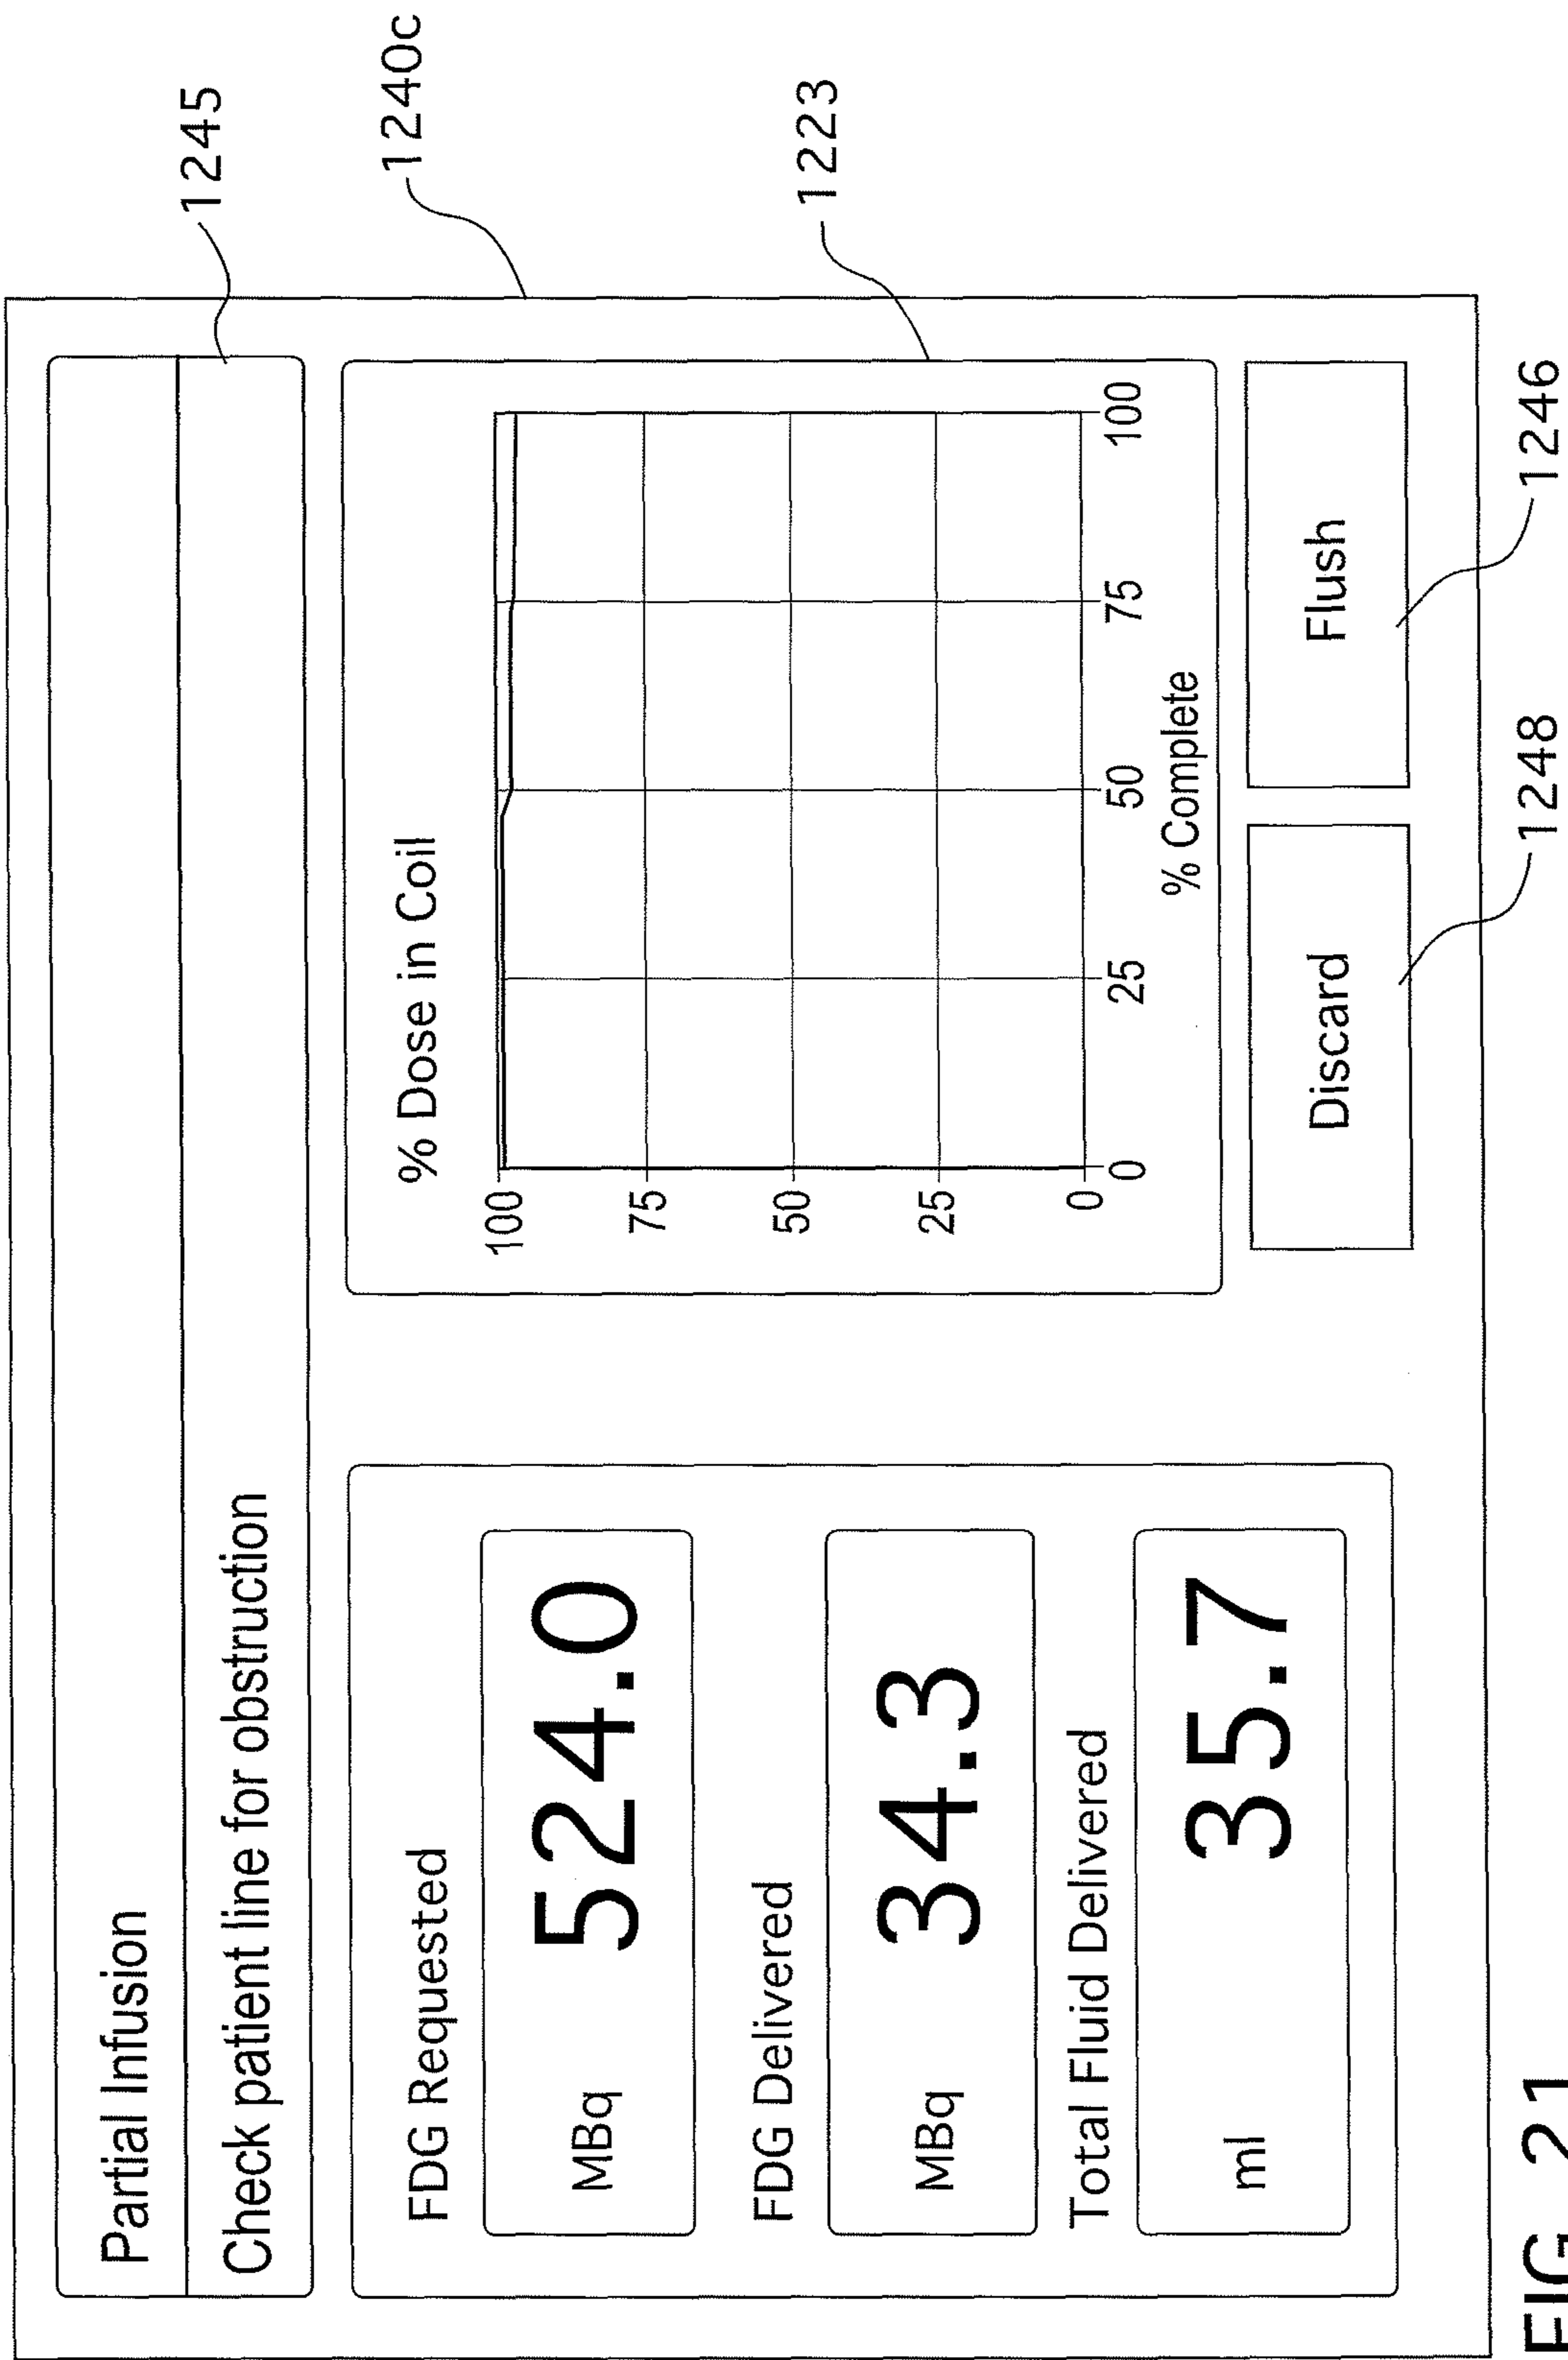 Partial Infusion
Check patient line for obstruction
1245
1240c
FDG Requested
MBq 524.0
FDG Delivered
MBq 34.3
Total Fluid Delivered
ml 35.7
% Dose in Coil
100
75
50
25
0
0 25 50 75 100
% Complete
1223
Discard
Flush
1248
1246
FIG. 21